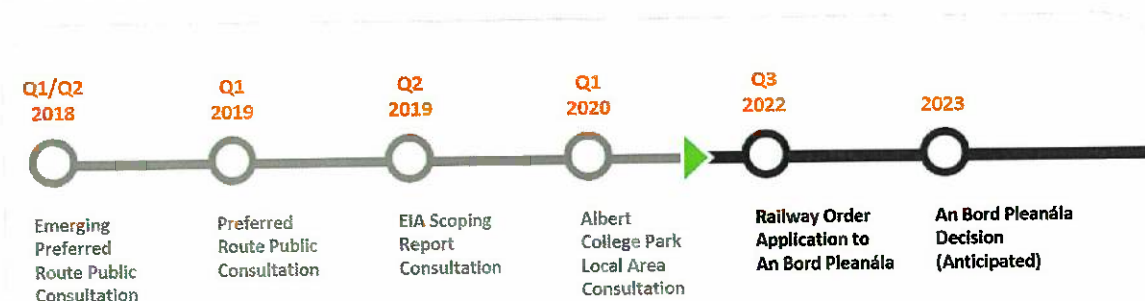 Q1/Q2
2018
Q1
2019
Q2
2019
Q1
2020
Q3
2022
2023
Emerging
Preferred
Route Public
Consultation
Preferred
Route Public
Consultation
EIA Scoping
Report
Consultation
Albert
College Park
Local Area
Consultation
Railway Order
Application to
An Bord Pleanála
An Bord Pleanála
Decision
(Anticipated)